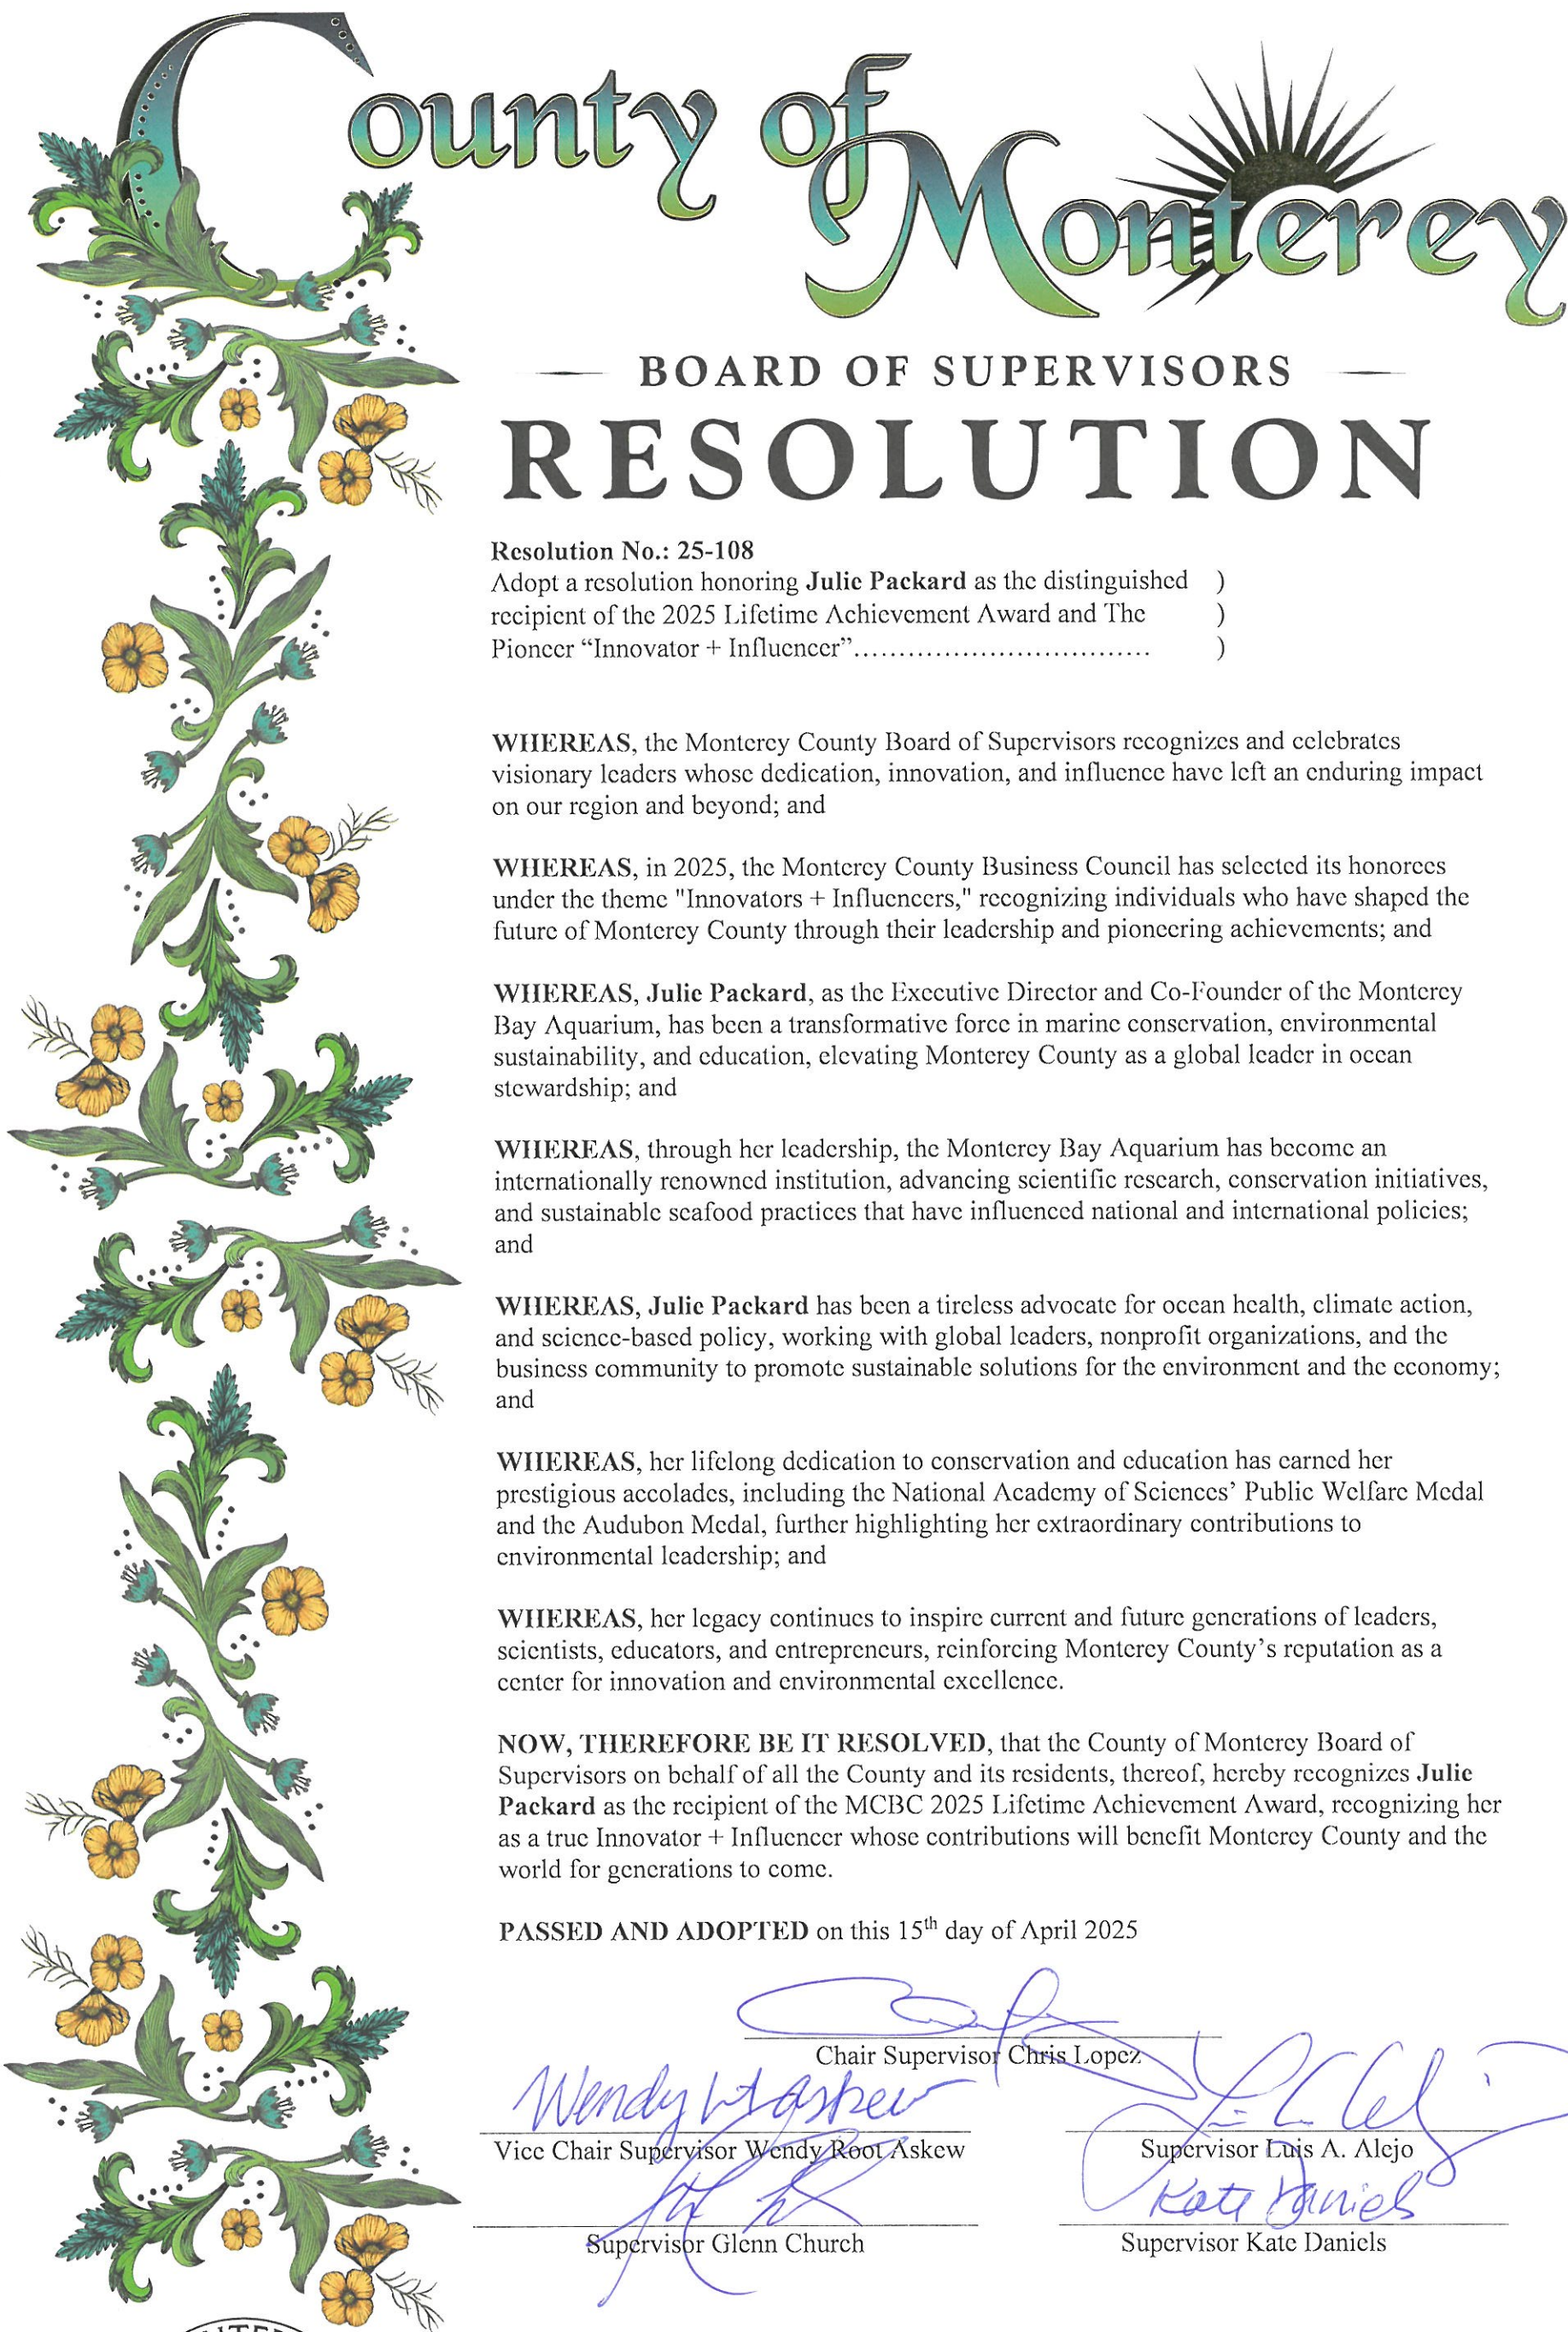 County of Monterey
BOARD OF SUPERVISORS
RESOLUTION
Resolution No.: 25-108
Adopt a resolution honoring Julie Packard as the distinguished )
recipient of the 2025 Lifetime Achievement Award and The )
Pioneer “Innovator + Influencer”................................. )
WHEREAS, the Monterey County Board of Supervisors recognizes and celebrates
visionary leaders whose dedication, innovation, and influence have left an enduring impact
on our region and beyond; and
WHEREAS, in 2025, the Monterey County Business Council has selected its honorees
under the theme "Innovators + Influencers," recognizing individuals who have shaped the
future of Monterey County through their leadership and pioneering achievements; and
WHEREAS, Julie Packard, as the Executive Director and Co-Founder of the Monterey
Bay Aquarium, has been a transformative force in marine conservation, environmental
sustainability, and education, elevating Monterey County as a global leader in ocean
stewardship; and
WHEREAS, through her leadership, the Monterey Bay Aquarium has become an
internationally renowned institution, advancing scientific research, conservation initiatives,
and sustainable seafood practices that have influenced national and international policies;
and
WHEREAS, Julie Packard has been a tireless advocate for ocean health, climate action,
and science-based policy, working with global leaders, nonprofit organizations, and the
business community to promote sustainable solutions for the environment and the economy;
and
WHEREAS, her lifelong dedication to conservation and education has earned her
prestigious accolades, including the National Academy of Sciences’ Public Welfare Medal
and the Audubon Medal, further highlighting her extraordinary contributions to
environmental leadership; and
WHEREAS, her legacy continues to inspire current and future generations of leaders,
scientists, educators, and entrepreneurs, reinforcing Monterey County’s reputation as a
center for innovation and environmental excellence.
NOW, THEREFORE BE IT RESOLVED, that the County of Monterey Board of
Supervisors on behalf of all the County and its residents, thereof, hereby recognizes Julie
Packard as the recipient of the MCBC 2025 Lifetime Achievement Award, recognizing her
as a true Innovator + Influencer whose contributions will benefit Monterey County and the
world for generations to come.
PASSED AND ADOPTED on this 15th day of April 2025
Chair Supervisor Chris Lopez
Wendy Askew
Vice Chair Supervisor Wendy Root Askew
Supervisor Luis A. Alejo
Kate Daniels
Supervisor Glenn Church
Supervisor Kate Daniels